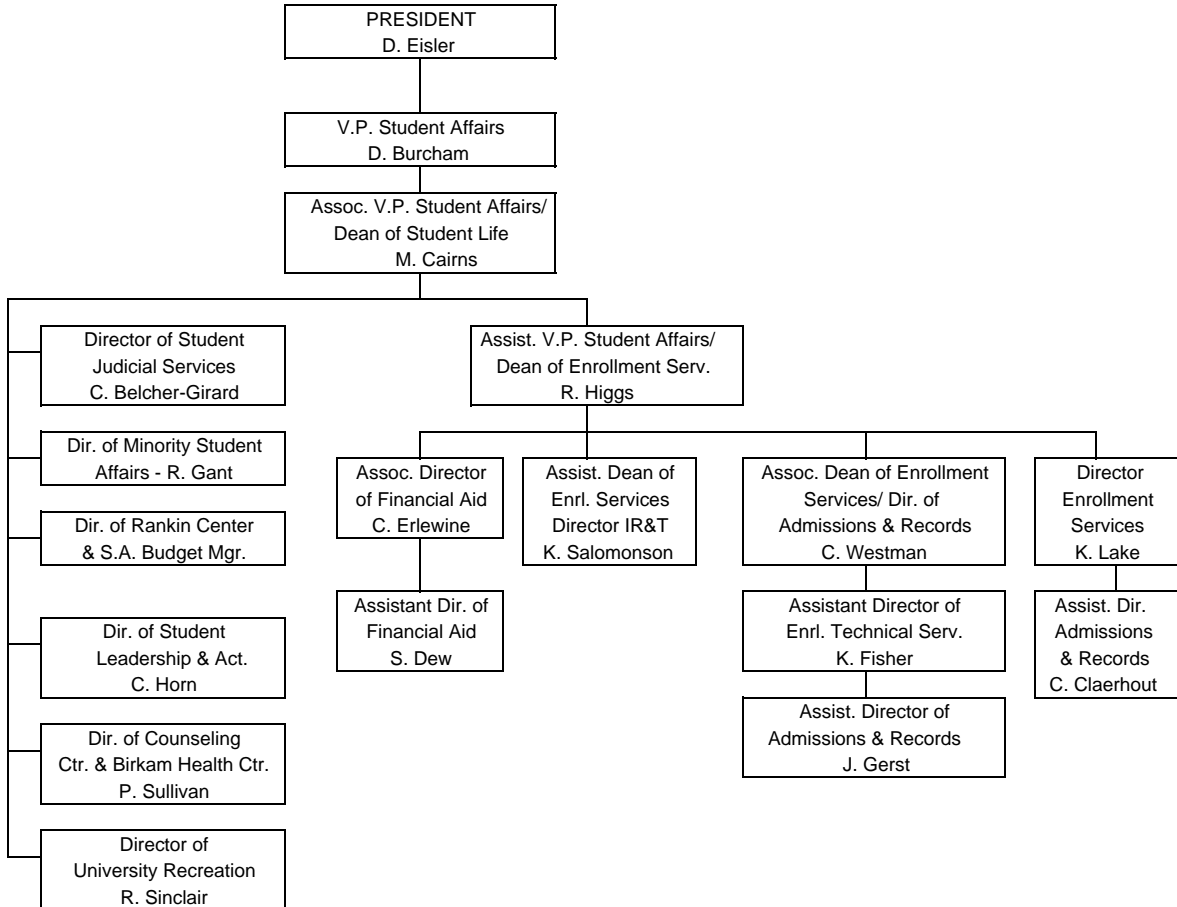 PRESIDENT
D. Eisler
V.P. Student Affairs
D. Burcham
Assoc. V.P. Student Affairs/
Dean of Student Life
M. Cairns
Director of Student
Judicial Services
C. Belcher-Girard
Dir. of Minority Student
Affairs - R. Gant
Dir. of Rankin Center
& S.A. Budget Mgr.
Dir. of Student
Leadership & Act.
C. Horn
Dir. of Counseling
Ctr. & Birkam Health Ctr.
P. Sullivan
Director of
University Recreation
R. Sinclair
Assist. V.P. Student Affairs/
Dean of Enrollment Serv.
R. Higgs
Assoc. Director
of Financial Aid
C. Erlewine
Assistant Dir. of
Financial Aid
S. Dew
Assist. Dean of
Enrl. Services
Director IR&T
K. Salomonson
Assoc. Dean of Enrollment
Services/ Dir. of
Admissions & Records
C. Westman
Assistant Director of
Enrl. Technical Serv.
K. Fisher
Assist. Director of
Admissions & Records
J. Gerst
Director
Enrollment
Services
K. Lake
Assist. Dir.
Admissions
& Records
C. Claerhout